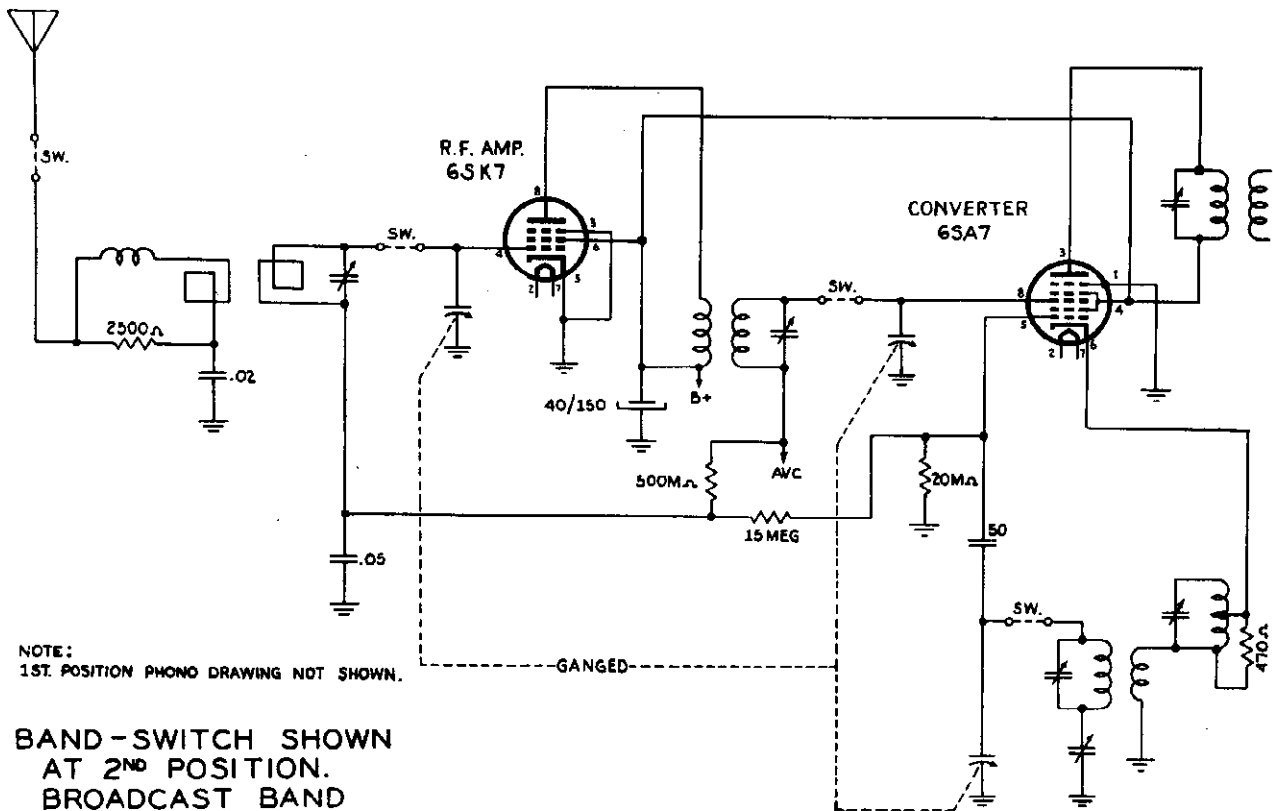 SW.
R.F. AMP.
6SK7
8
3
6
4
5
2
7
SW.
CONVERTER
6SA7
3
1
8
4
5
6
2
7
SW.
2500Ω
.02
40/150
B+
500MΩ
AVC
20MΩ
15 MEG
50
.05
SW.
470Ω
GANGED
NOTE:
1ST. POSITION PHONO DRAWING NOT SHOWN.
BAND-SWITCH SHOWN
AT 2ND POSITION.
BROADCAST BAND